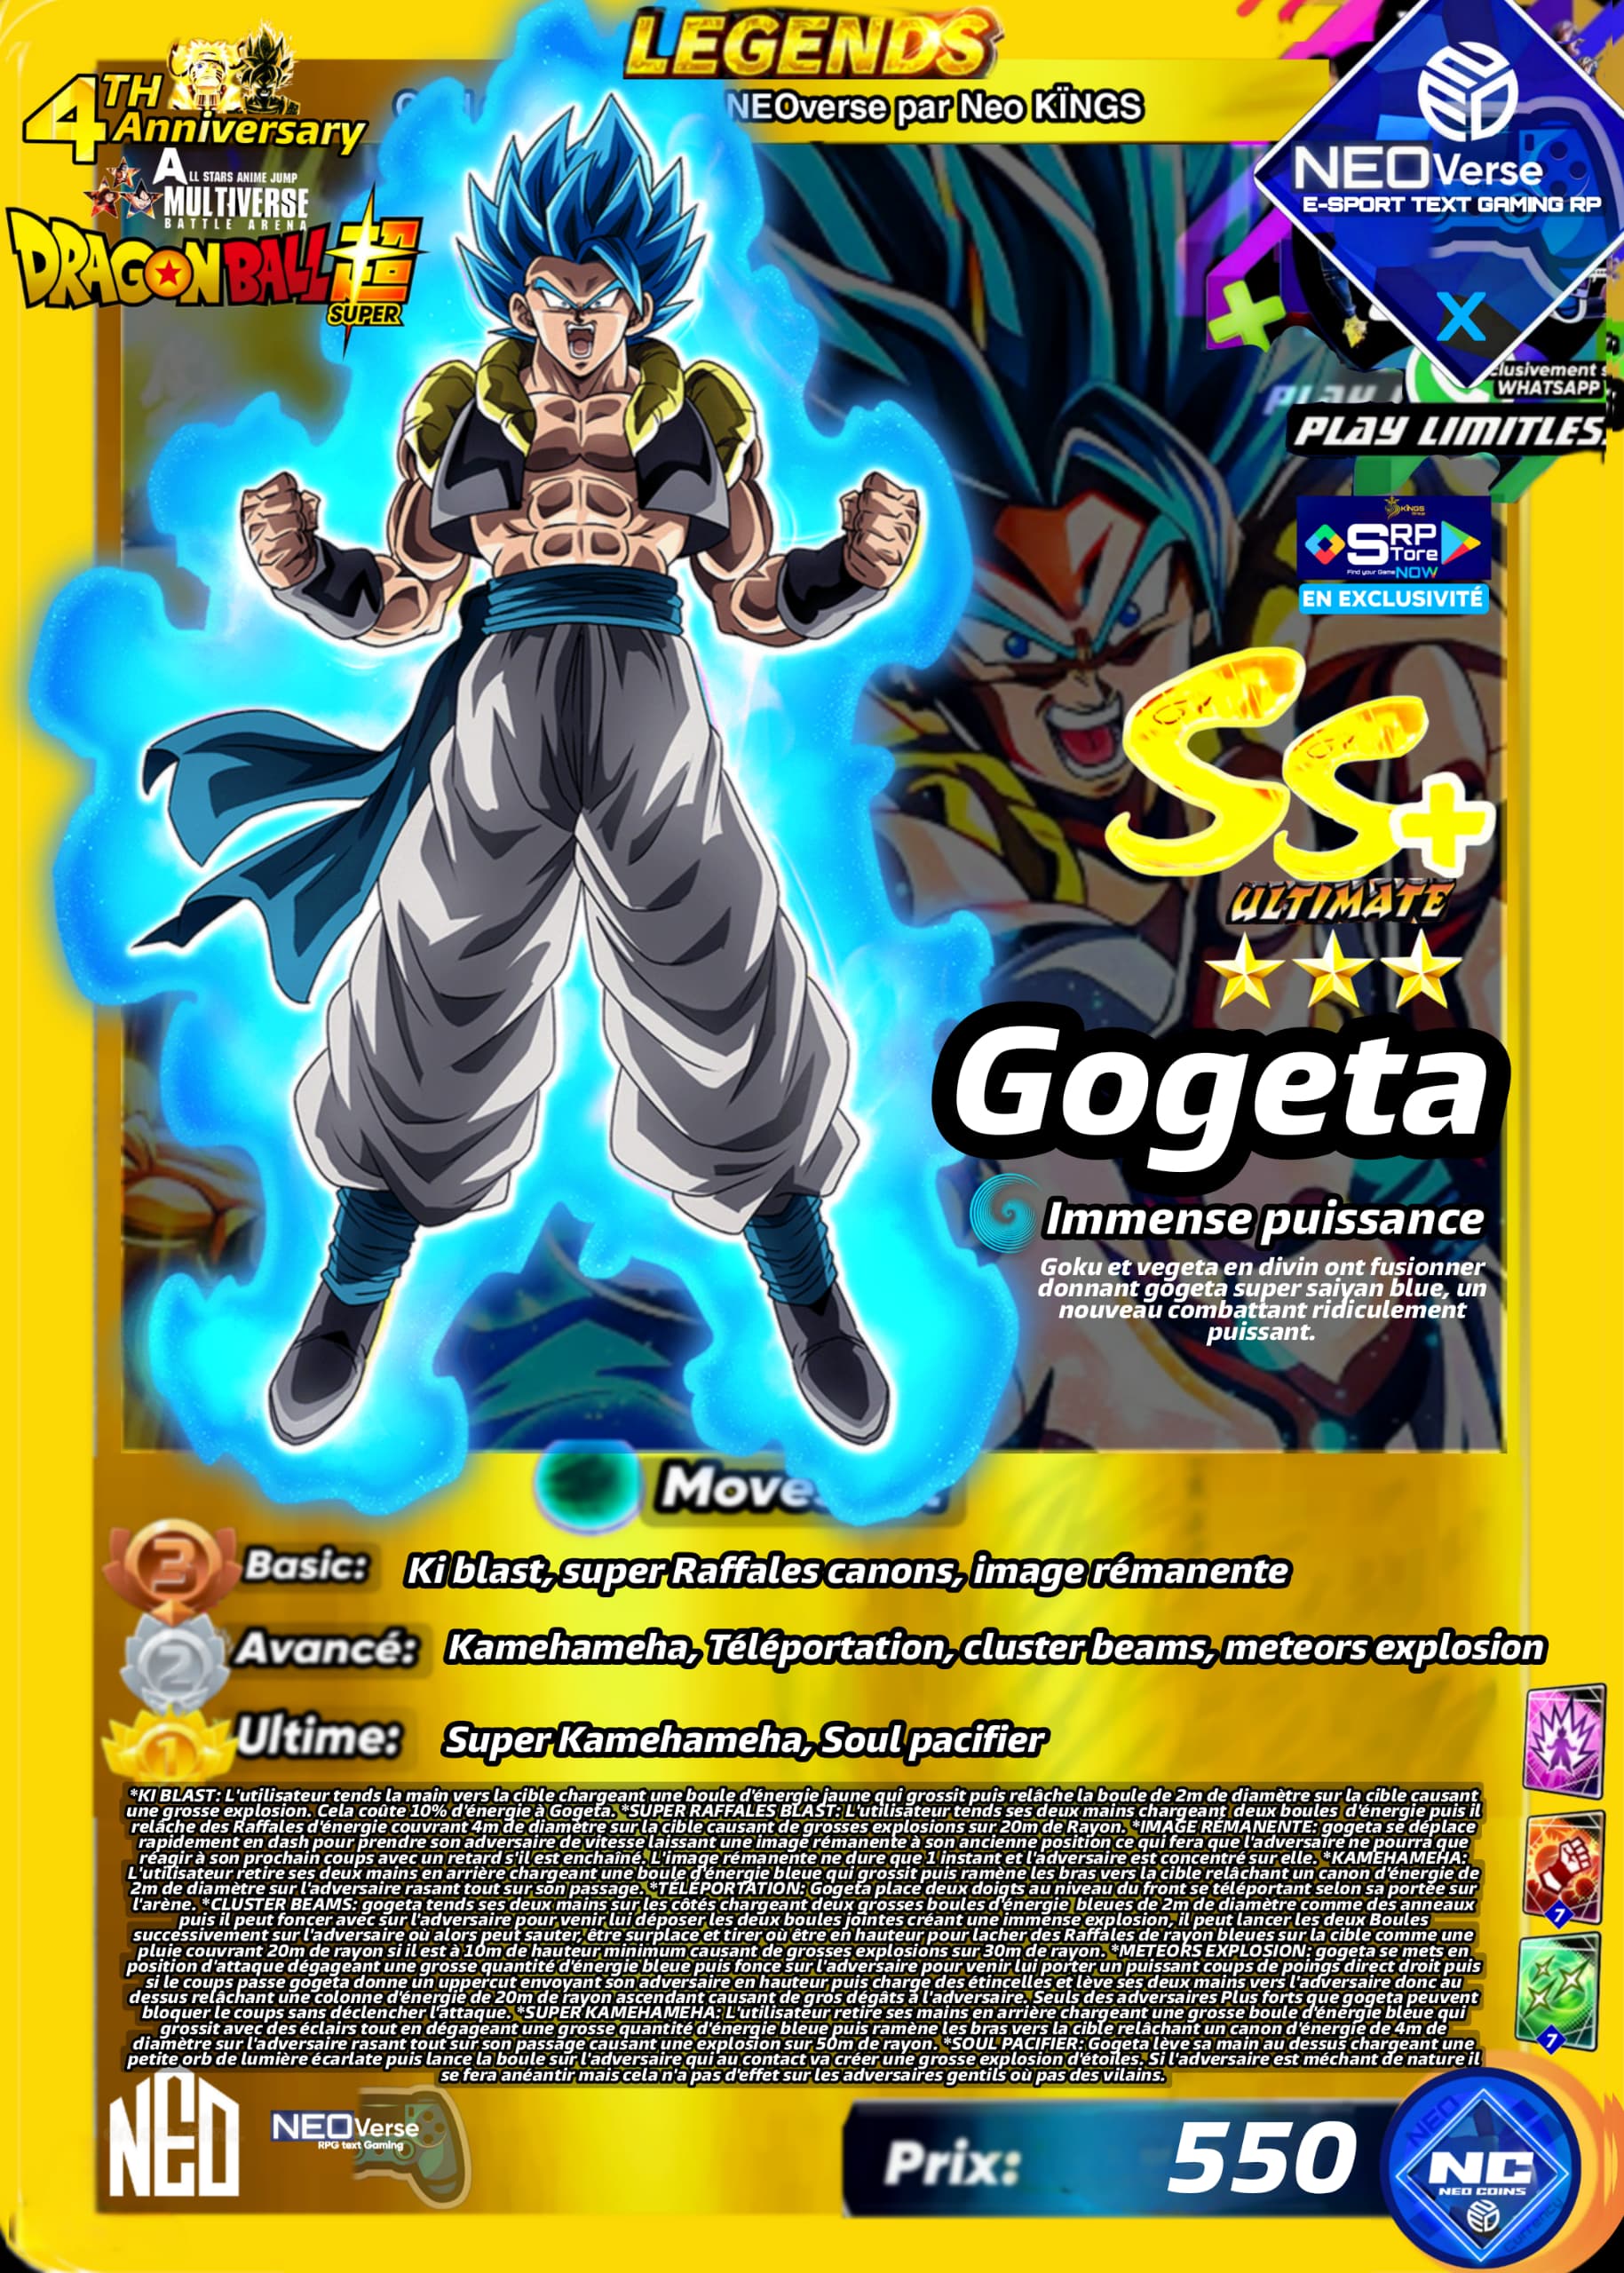 LEGENDS
4TH
Anniversary
NEOverse par Neo KÏNGS
ALL STARS ANIME JUMP
MULTIVERSE
BATTLE ARENA
DRAGON BALL 超
SUPER
NEOVerse
E-SPORT TEXT GAMING RP
X
WHATSAPP
PLAY LIMITLES
KINGS
SRP
Tore
Find your Game NOW
EN EXCLUSIVITÉ
SS+
ULTIMATE
Gogeta
Immense puissance
Goku et vegeta en divin ont fusionner
donnant gogeta super saiyan blue, un
nouveau combattant ridiculement
puissant.
Move
3 Basic: Ki blast, super Raffales canons, image rémanente
2 Avancé: Kamehameha, Téléportation, cluster beams, meteors explosion
1 Ultime: Super Kamehameha, Soul pacifier
*KI BLAST: L'utilisateur tends la main vers la cible chargeant une boule d'énergie jaune qui grossit puis relâche la boule de 2m de diamètre sur la cible causant
une grosse explosion. Cela coûte 10% d'énergie à Gogeta. *SUPER RAFFALES BLAST: L'utilisateur tends ses deux mains chargeant deux boules d'énergie puis il
relâche des Raffales d'énergie couvrant 4m de diamètre sur la cible causant de grosses explosions sur 20m de Rayon. *IMAGE RÉMANENTE: gogeta se déplace
rapidement en dash pour prendre son adversaire de vitesse laissant une image rémanente à son ancienne position ce qui fera que l'adversaire ne pourra que
réagir à son prochain coups avec un retard s'il est enchaîné. L'image rémanente ne dure que 1 instant et l'adversaire est concentré sur elle. *KAMEHAMEHA:
L'utilisateur retire ses deux mains en arrière chargeant une boule d'énergie bleue qui grossit puis ramène les bras vers la cible relâchant un canon d'énergie de
2m de diamètre sur l'adversaire rasant tout sur son passage. *TÉLÉPORTATION: Gogeta place deux doigts au niveau du front se téléportant selon sa portée sur
l'arène. *CLUSTER BEAMS: gogeta tends ses deux mains sur les côtés chargeant deux grosses boules d'énergie bleues de 2m de diamètre comme des anneaux
puis il peut foncer avec sur l'adversaire pour venir lui déposer les deux boules jointes créant une immense explosion, il peut lancer les deux Boules
successivement sur l'adversaire où alors peut sauter, être surplace et tirer où être en hauteur pour lacher des Raffales de rayon bleues sur la cible comme une
pluie couvrant 20m de rayon si il est à 10m de hauteur minimum causant de grosses explosions sur 30m de rayon. *METEORS EXPLOSION: gogeta se mets en
position d'attaque dégageant une grosse quantité d'énergie bleue puis fonce sur l'adversaire pour venir lui porter un puissant coups de poings direct droit puis
si le coups passe gogeta donne un uppercut envoyant son adversaire en hauteur puis charge des étincelles et lève ses deux mains vers l'adversaire donc au
dessus relâchant une colonne d'énergie de 20m de rayon ascendant causant de gros dégâts à l'adversaire. Seuls des adversaires Plus forts que gogeta peuvent
bloquer le coups sans déclencher l'attaque. *SUPER KAMEHAMEHA: L'utilisateur retire ses mains en arrière chargeant une grosse boule d'énergie bleue qui
grossit avec des éclairs tout en dégageant une grosse quantité d'énergie bleue puis ramène les bras vers la cible relâchant un canon d'énergie de 4m de
diamètre sur l'adversaire rasant tout sur son passage causant une explosion sur 50m de rayon. *SOUL PACIFIER: Gogeta lève sa main au dessus chargeant une
petite orb de lumière écarlate puis lance la boule sur l'adversaire qui au contact va créer une grosse explosion d'étoiles. Si l'adversaire est méchant de nature il
se fera anéantir mais cela n'a pas d'effet sur les adversaires gentils où pas des vilains.
7
7
NEO
NEOVerse
RPG text Gaming
Prix: 550
NC
NEO COINS